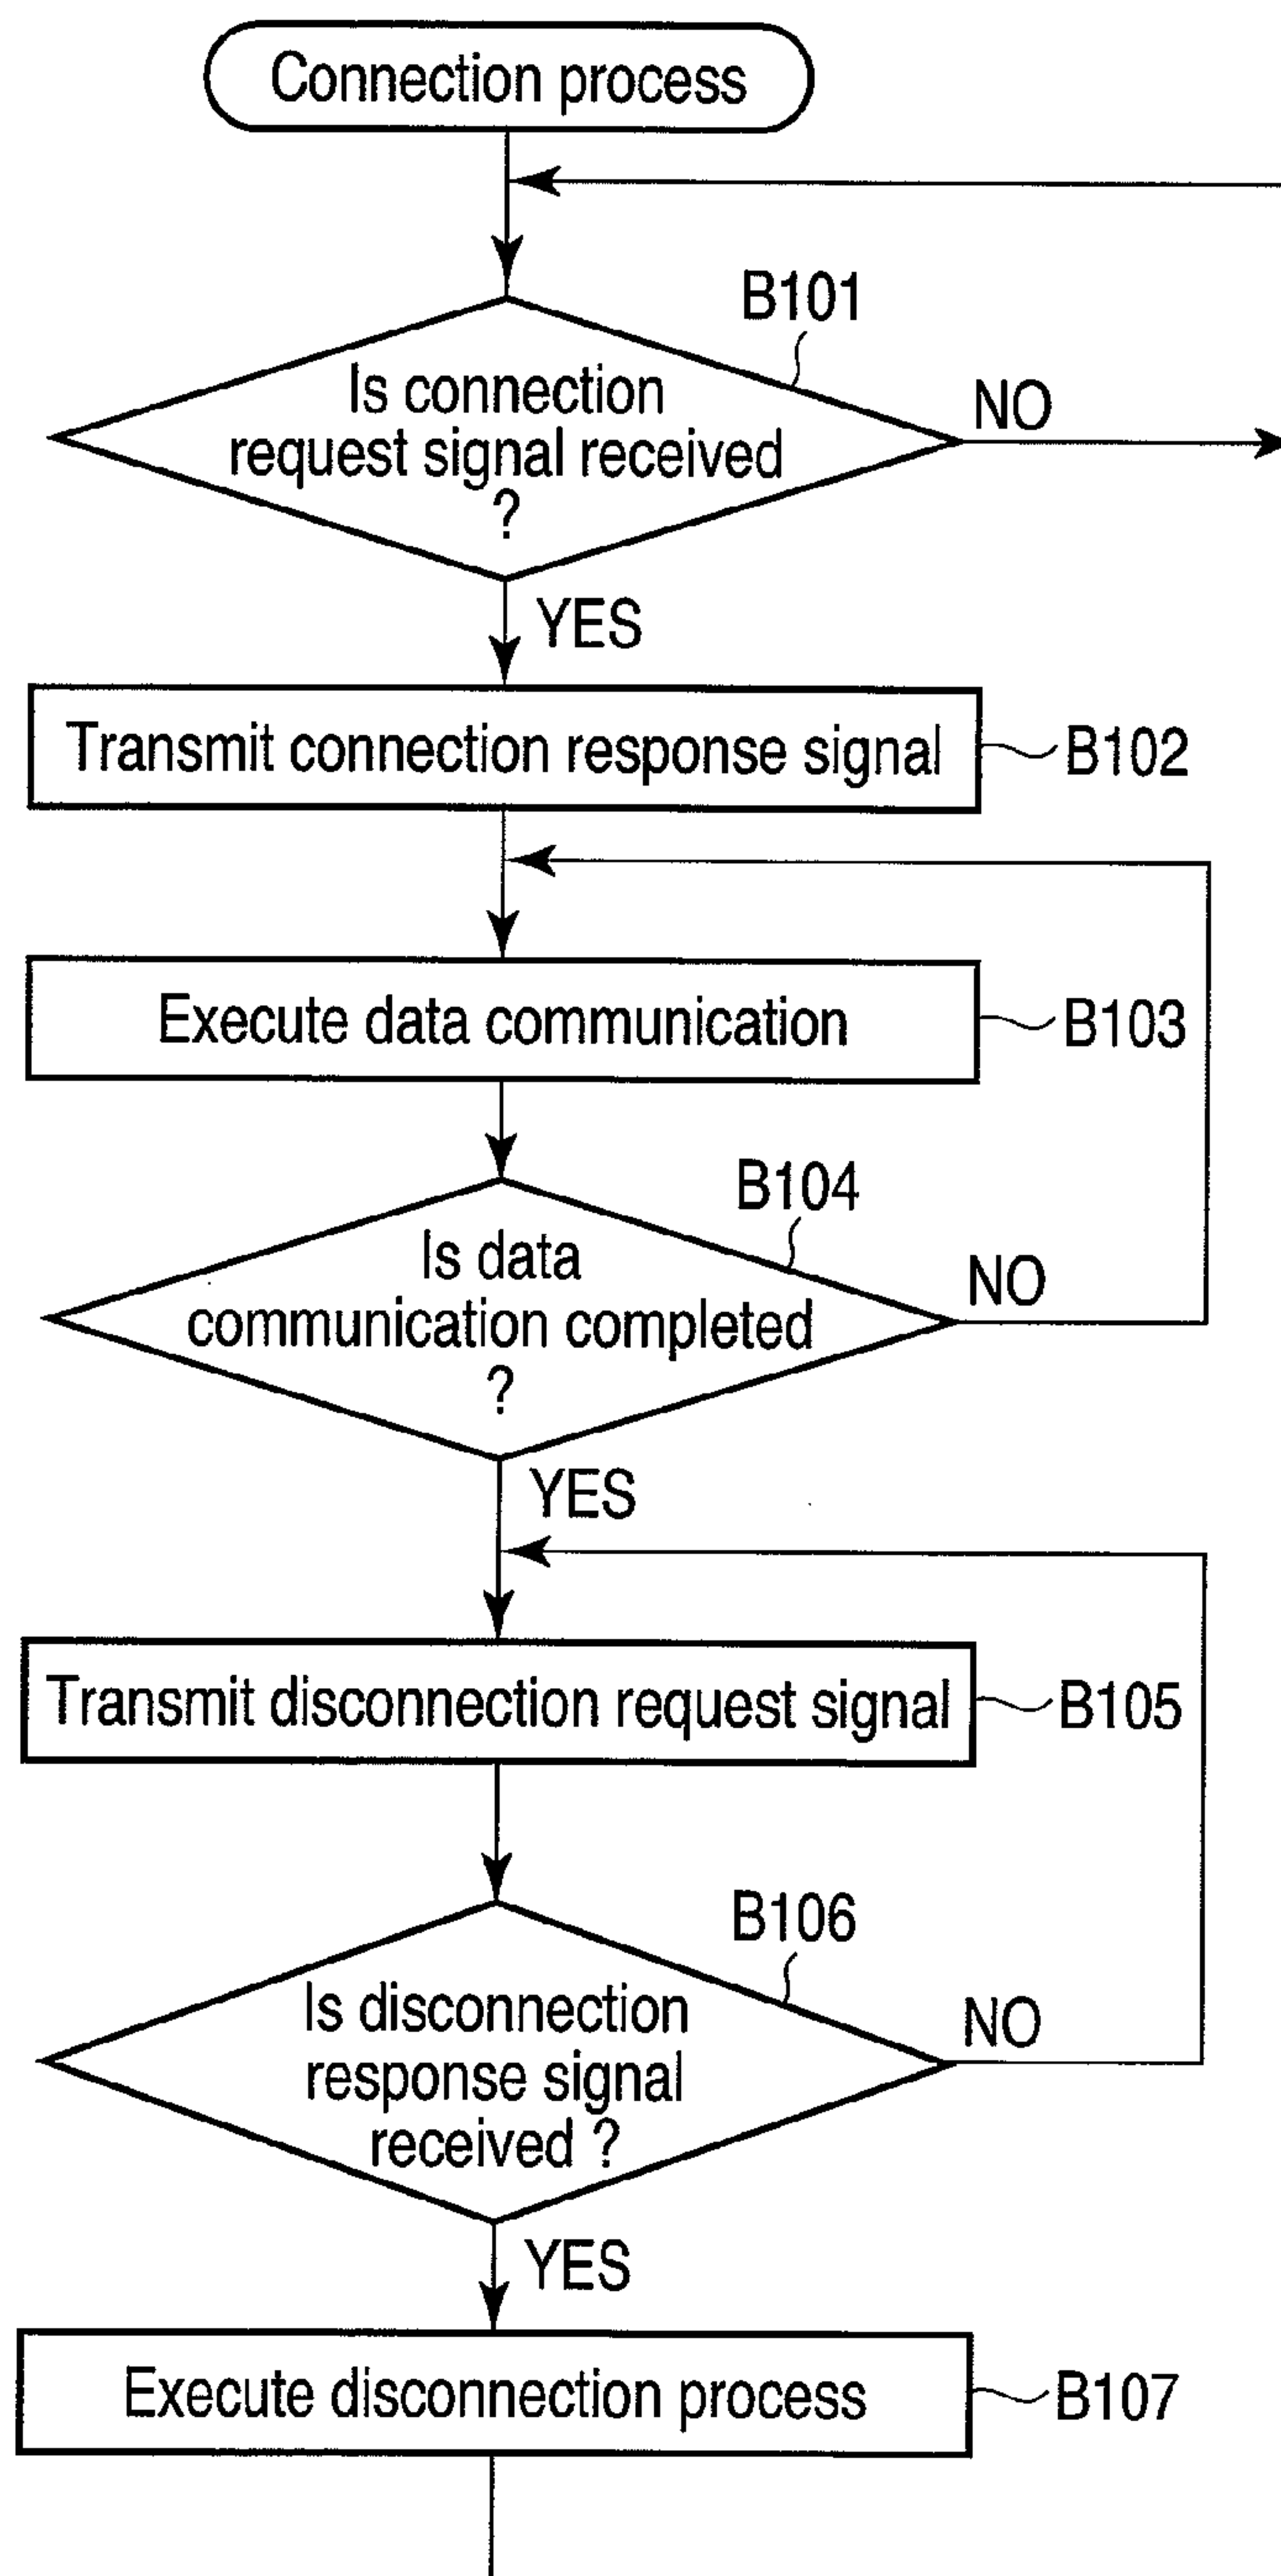 Connection process
B101
Is connection
request signal received
?
NO
YES
Transmit connection response signal
B102
Execute data communication
B103
B104
Is data
communication completed
?
NO
YES
Transmit disconnection request signal
B105
B106
Is disconnection
response signal
received ?
NO
YES
Execute disconnection process
B107